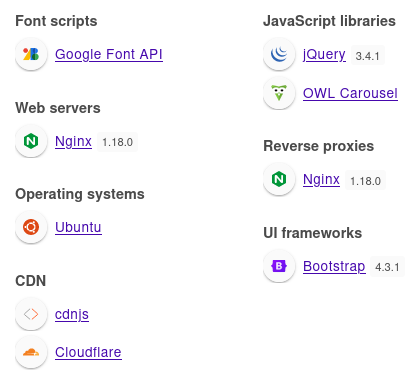 Font scripts
Google Font API
Web servers
Nginx 1.18.0
Operating systems
Ubuntu
CDN
cdnjs
Cloudflare
JavaScript libraries
jQuery 3.4.1
OWL Carousel
Reverse proxies
Nginx 1.18.0
UI frameworks
Bootstrap 4.3.1